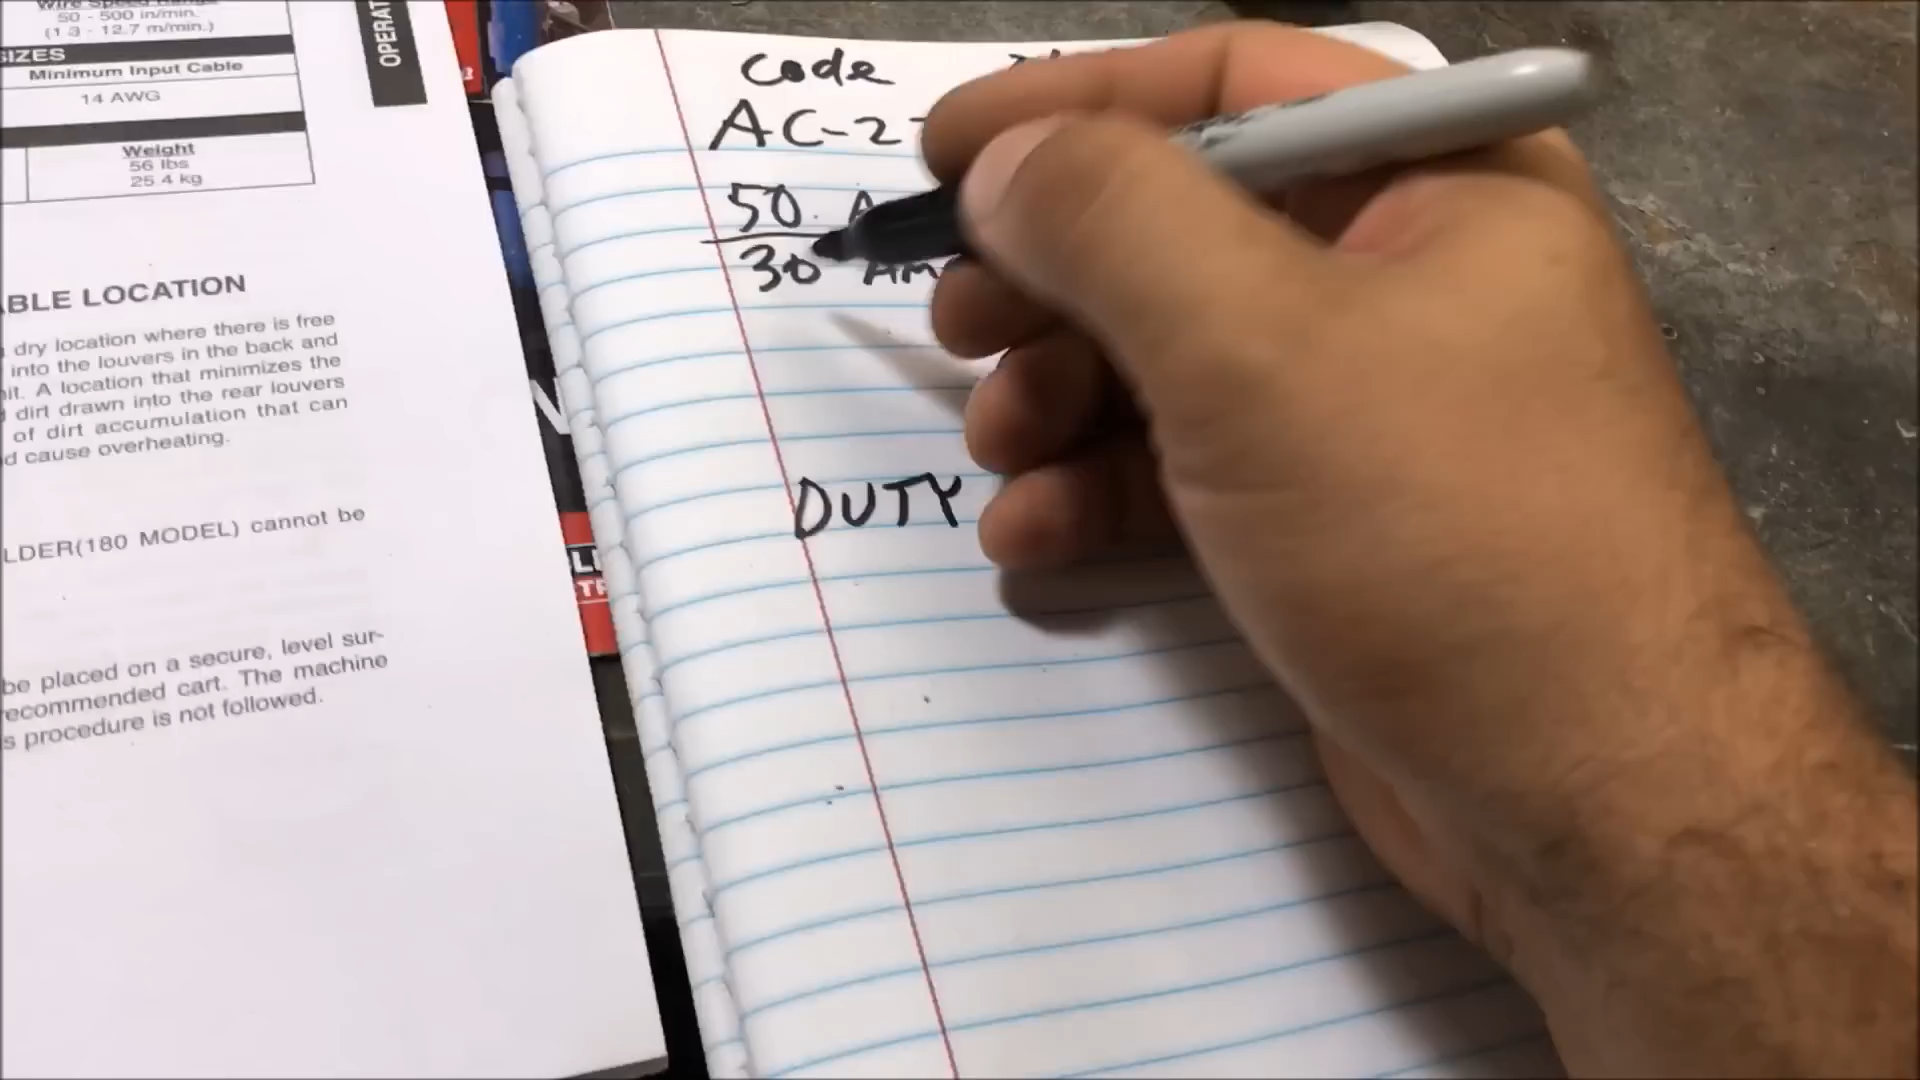 Wire Speed Range
50 - 500 in/min.
(1.3 - 12.7 m/min.)
SIZES
Minimum Input Cable
14 AWG
Weight
56 lbs
25.4 kg
OPERAT
ABLE LOCATION
dry location where there is free
into the louvers in the back and
nit. A location that minimizes the
dirt drawn into the rear louvers
of dirt accumulation that can
d cause overheating.
LDER(180 MODEL) cannot be
be placed on a secure, level sur-
recommended cart. The machine
s procedure is not followed.
Code
AC-2
50 A
30 Am
DUTY